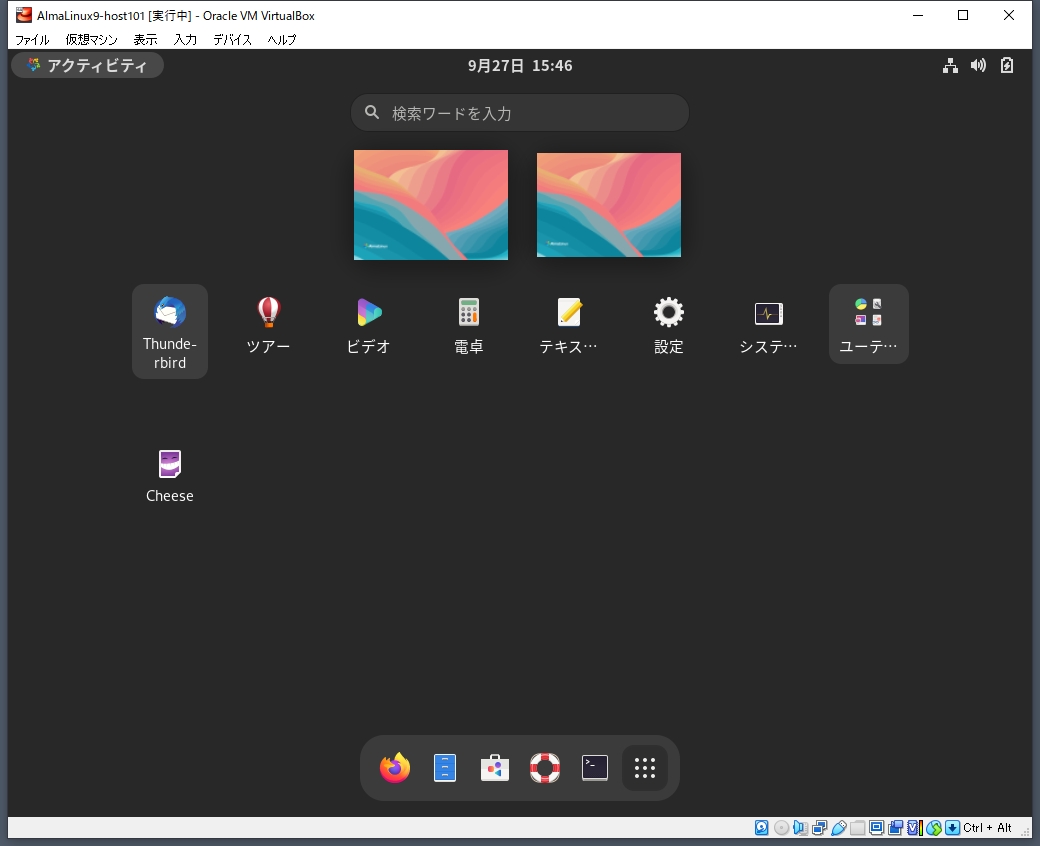 AlmaLinux9-host101 [実行中] - Oracle VM VirtualBox
ファイル 仮想マシン 表示 入力 デバイス ヘルプ
アクティビティ 9月27日 15:46
検索ワードを入力
Thunde-
rbird
ツアー
ビデオ
電卓
テキス…
設定
システ…
ユーテ…
Cheese
Ctrl + Alt